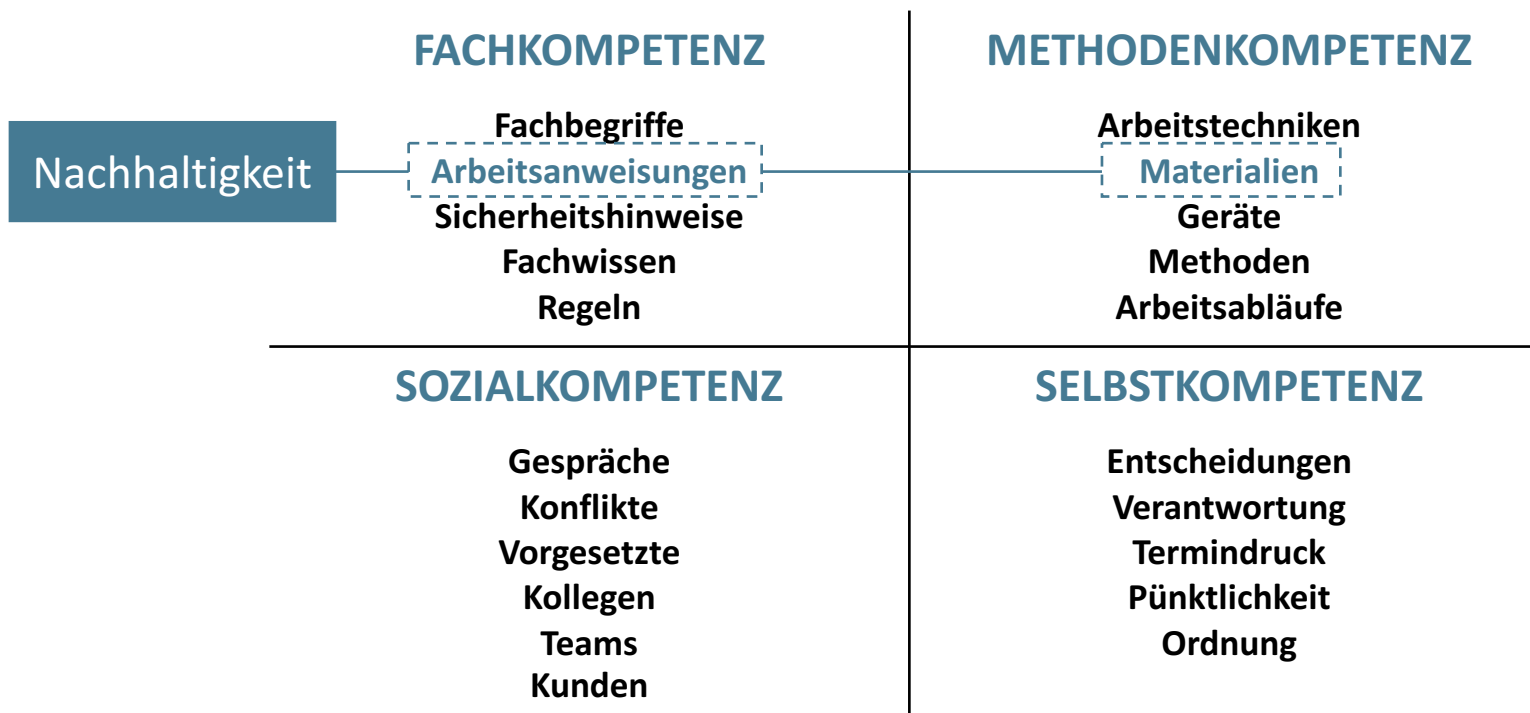 FACHKOMPETENZ
Fachbegriffe
Arbeitsanweisungen
Sicherheitshinweise
Fachwissen
Regeln
METHODENKOMPETENZ
Arbeitstechniken
Materialien
Geräte
Methoden
Arbeitsabläufe
Nachhaltigkeit
SOZIALKOMPETENZ
Gespräche
Konflikte
Vorgesetzte
Kollegen
Teams
Kunden
SELBSTKOMPETENZ
Entscheidungen
Verantwortung
Termindruck
Pünktlichkeit
Ordnung